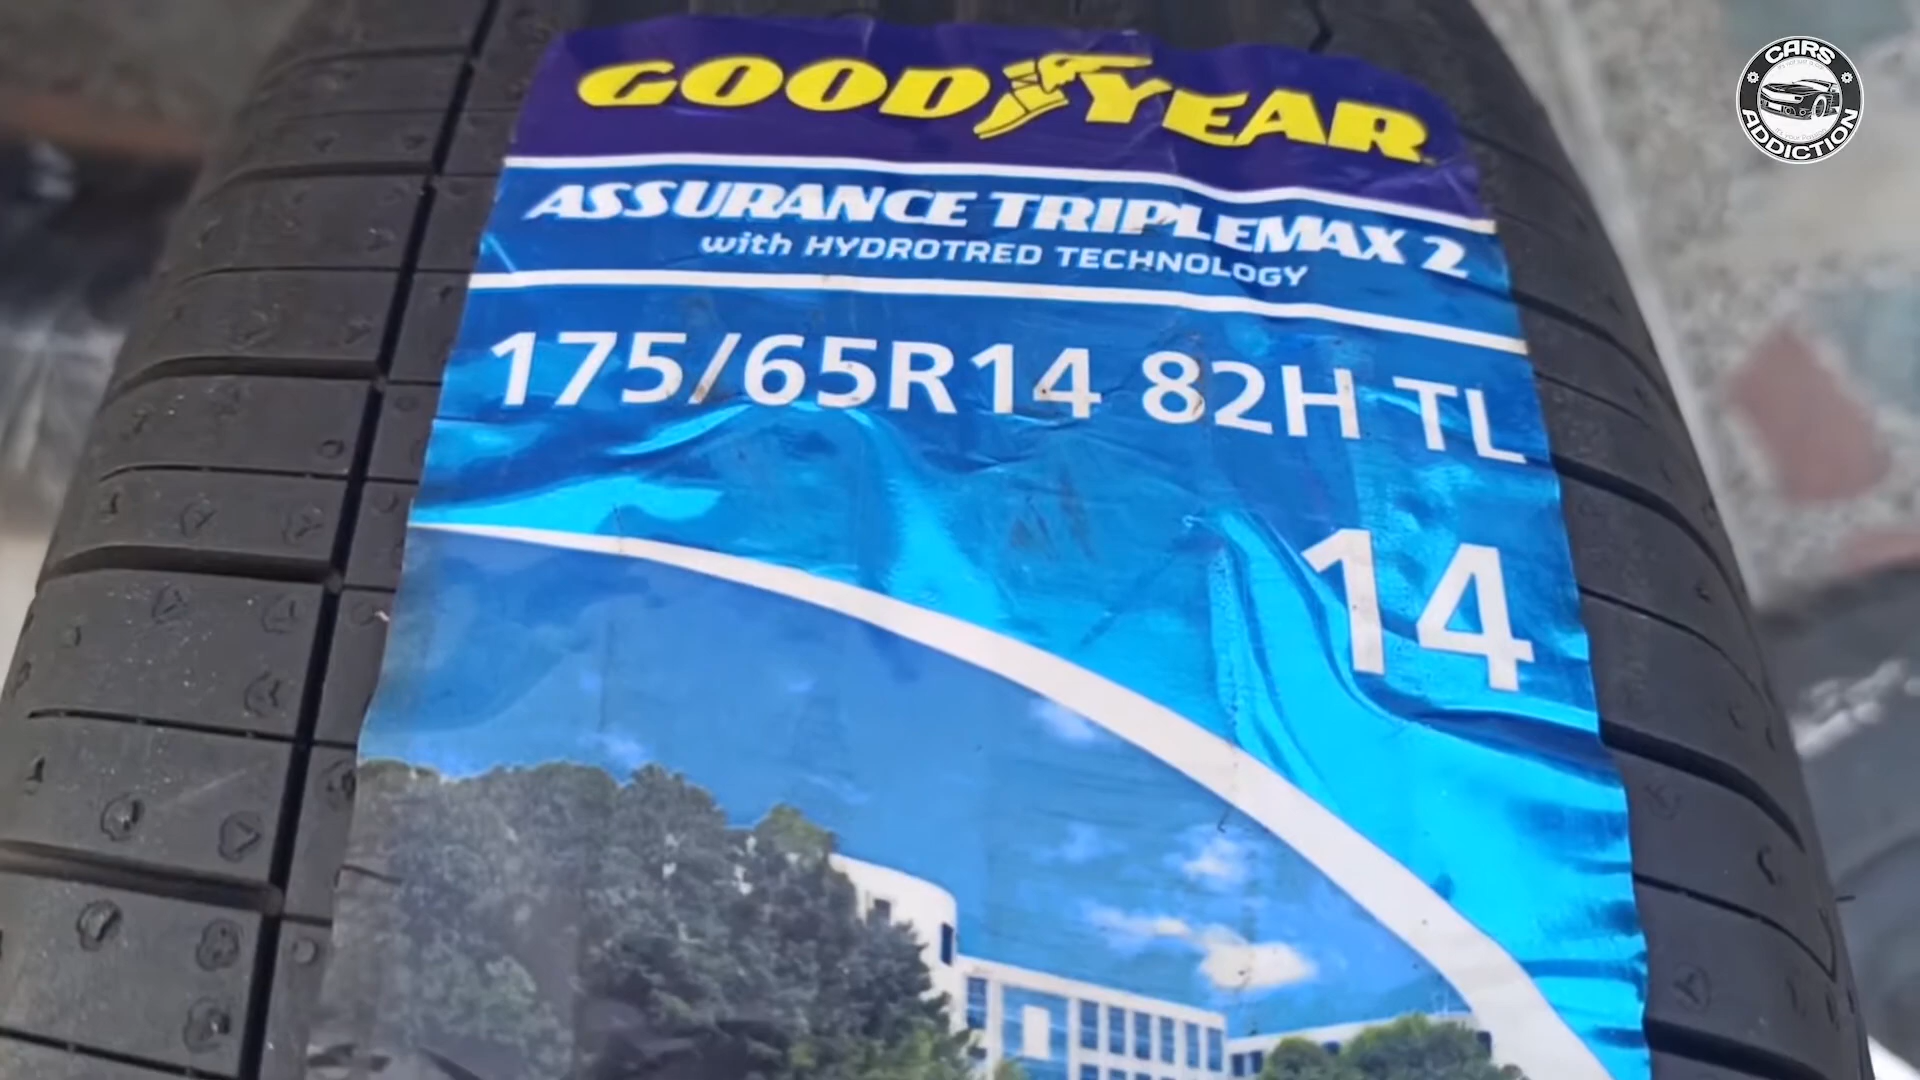 GOODYEAR
ASSURANCE TRIPLEMAX 2
with HYDROTRED TECHNOLOGY
175/65R14 82H TL
14
CARS
ADDICTION